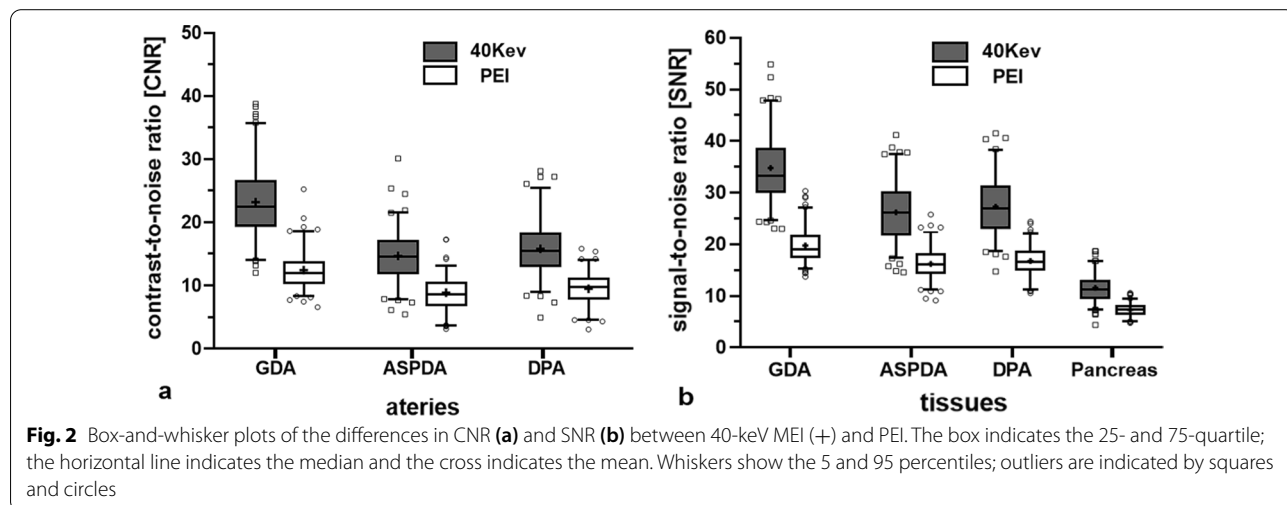 50
40
30
20
10
0
contrast-to-noise ratio [CNR]
40Kev
PEI
GDA
ASPDA
DPA
a
ateries
60
50
40
30
20
10
0
signal-to-noise ratio [SNR]
40Kev
PEI
GDA
ASPDA
DPA
Pancreas
b
tissues
Fig. 2 Box-and-whisker plots of the differences in CNR (a) and SNR (b) between 40-keV MEI (+) and PEI. The box indicates the 25- and 75-quartile;
the horizontal line indicates the median and the cross indicates the mean. Whiskers show the 5 and 95 percentiles; outliers are indicated by squares
and circles